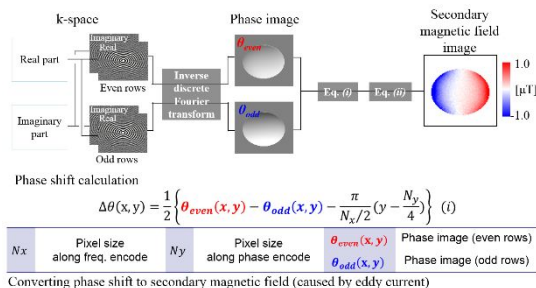 k-space
Phase image
Secondary
magnetic field
image
Imaginary
Real
Real part
Even rows
Imaginary
part
Imaginary
Real
Odd rows
Inverse
discrete
Fourier
transform
θeven
θodd
Eq. (i)
Eq. (ii)
1.0
[μT]
-1.0
Phase shift calculation
Δθ(x,y) = 1/2 {θeven(x,y) − θodd(x,y) − π/(Nx/2) (y − Ny/4)} (i)
Nx Pixel size along freq. encode Ny Pixel size along phase encode θeven(x,y) Phase image (even rows)
θodd(x,y) Phase image (odd rows)
Converting phase shift to secondary magnetic field (caused by eddy current)